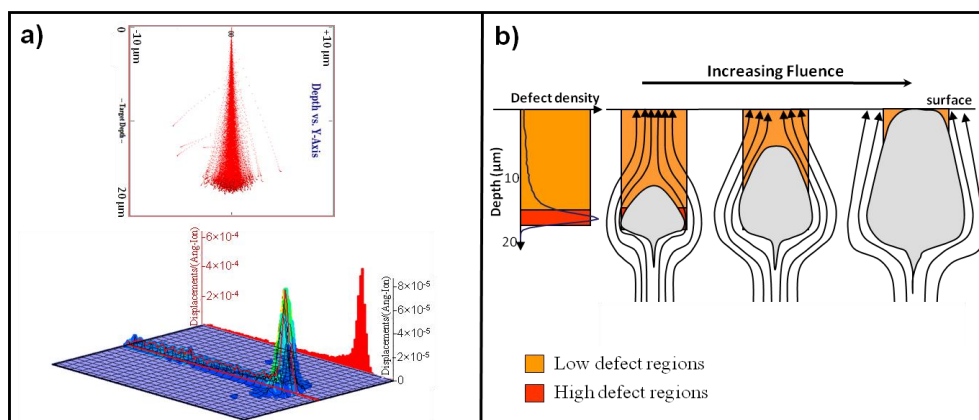 a)
0
-10 µm
+10 µm
-- Target Depth --
Depth vs. Y-Axis
20 µm
Displacements/(Ang-Ion)
6×10⁻⁴
4×10⁻⁴
2×10⁻⁴
Displacements/(Ang-Ion)
8×10⁻⁵
6×10⁻⁵
4×10⁻⁵
2×10⁻⁵
0
b)
Increasing Fluence
Defect density
surface
Depth (µm)
10
20
Low defect regions
High defect regions